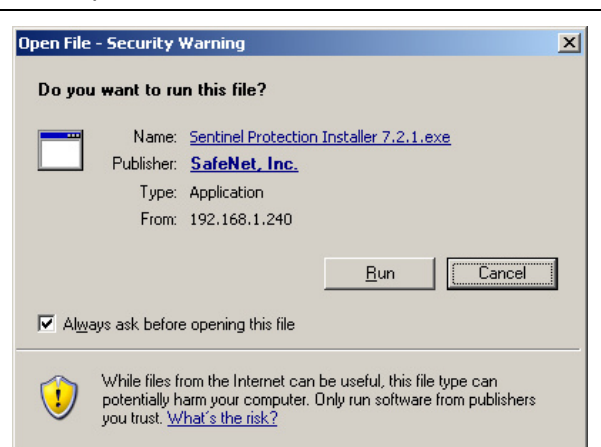 Open File - Security Warning
Do you want to run this file?
Name: Sentinel Protection Installer 7.2.1.exe
Publisher: SafeNet, Inc.
Type: Application
From: 192.168.1.240
Run Cancel
Always ask before opening this file
While files from the Internet can be useful, this file type can
potentially harm your computer. Only run software from publishers
you trust. What's the risk?